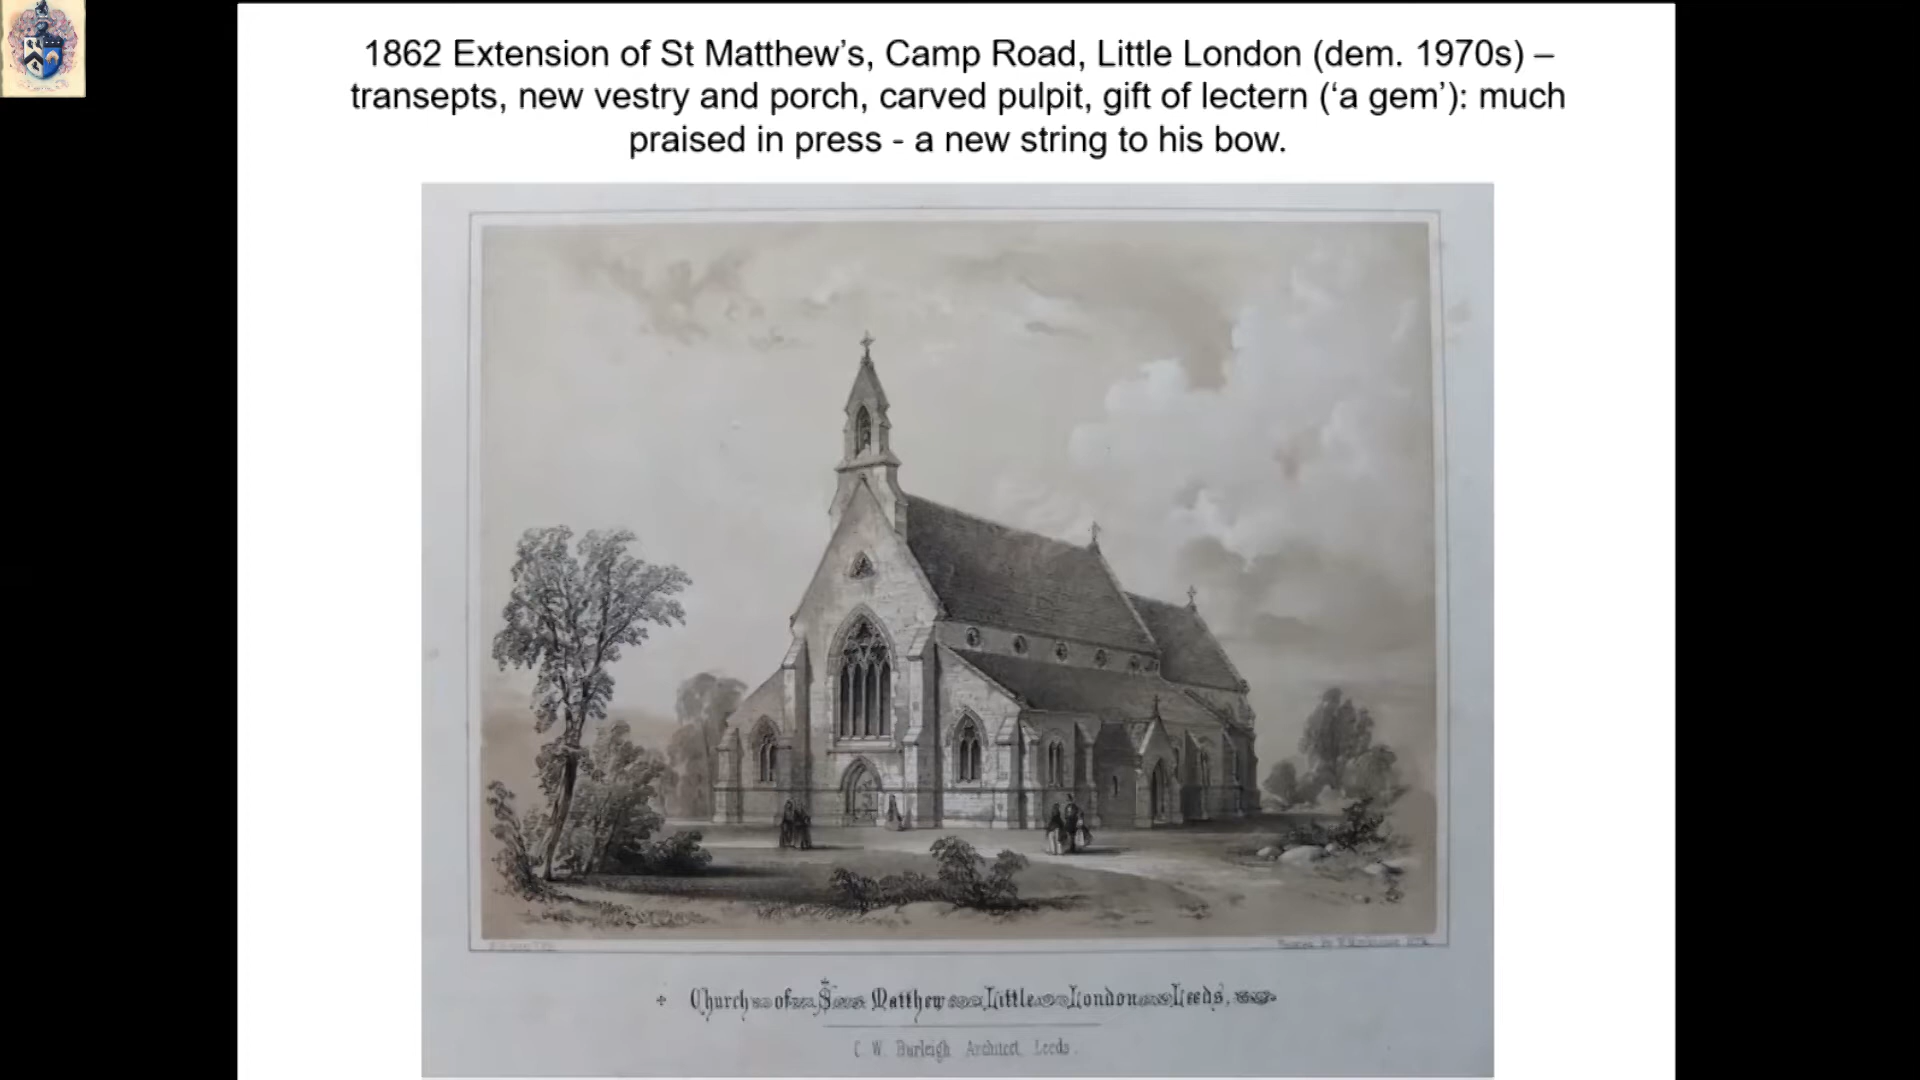 1862 Extension of St Matthew’s, Camp Road, Little London (dem. 1970s) –
transepts, new vestry and porch, carved pulpit, gift of lectern (‘a gem’): much
praised in press - a new string to his bow.
Church of St Matthew Little London Leeds.
C. W. Burleigh Architect Leeds.